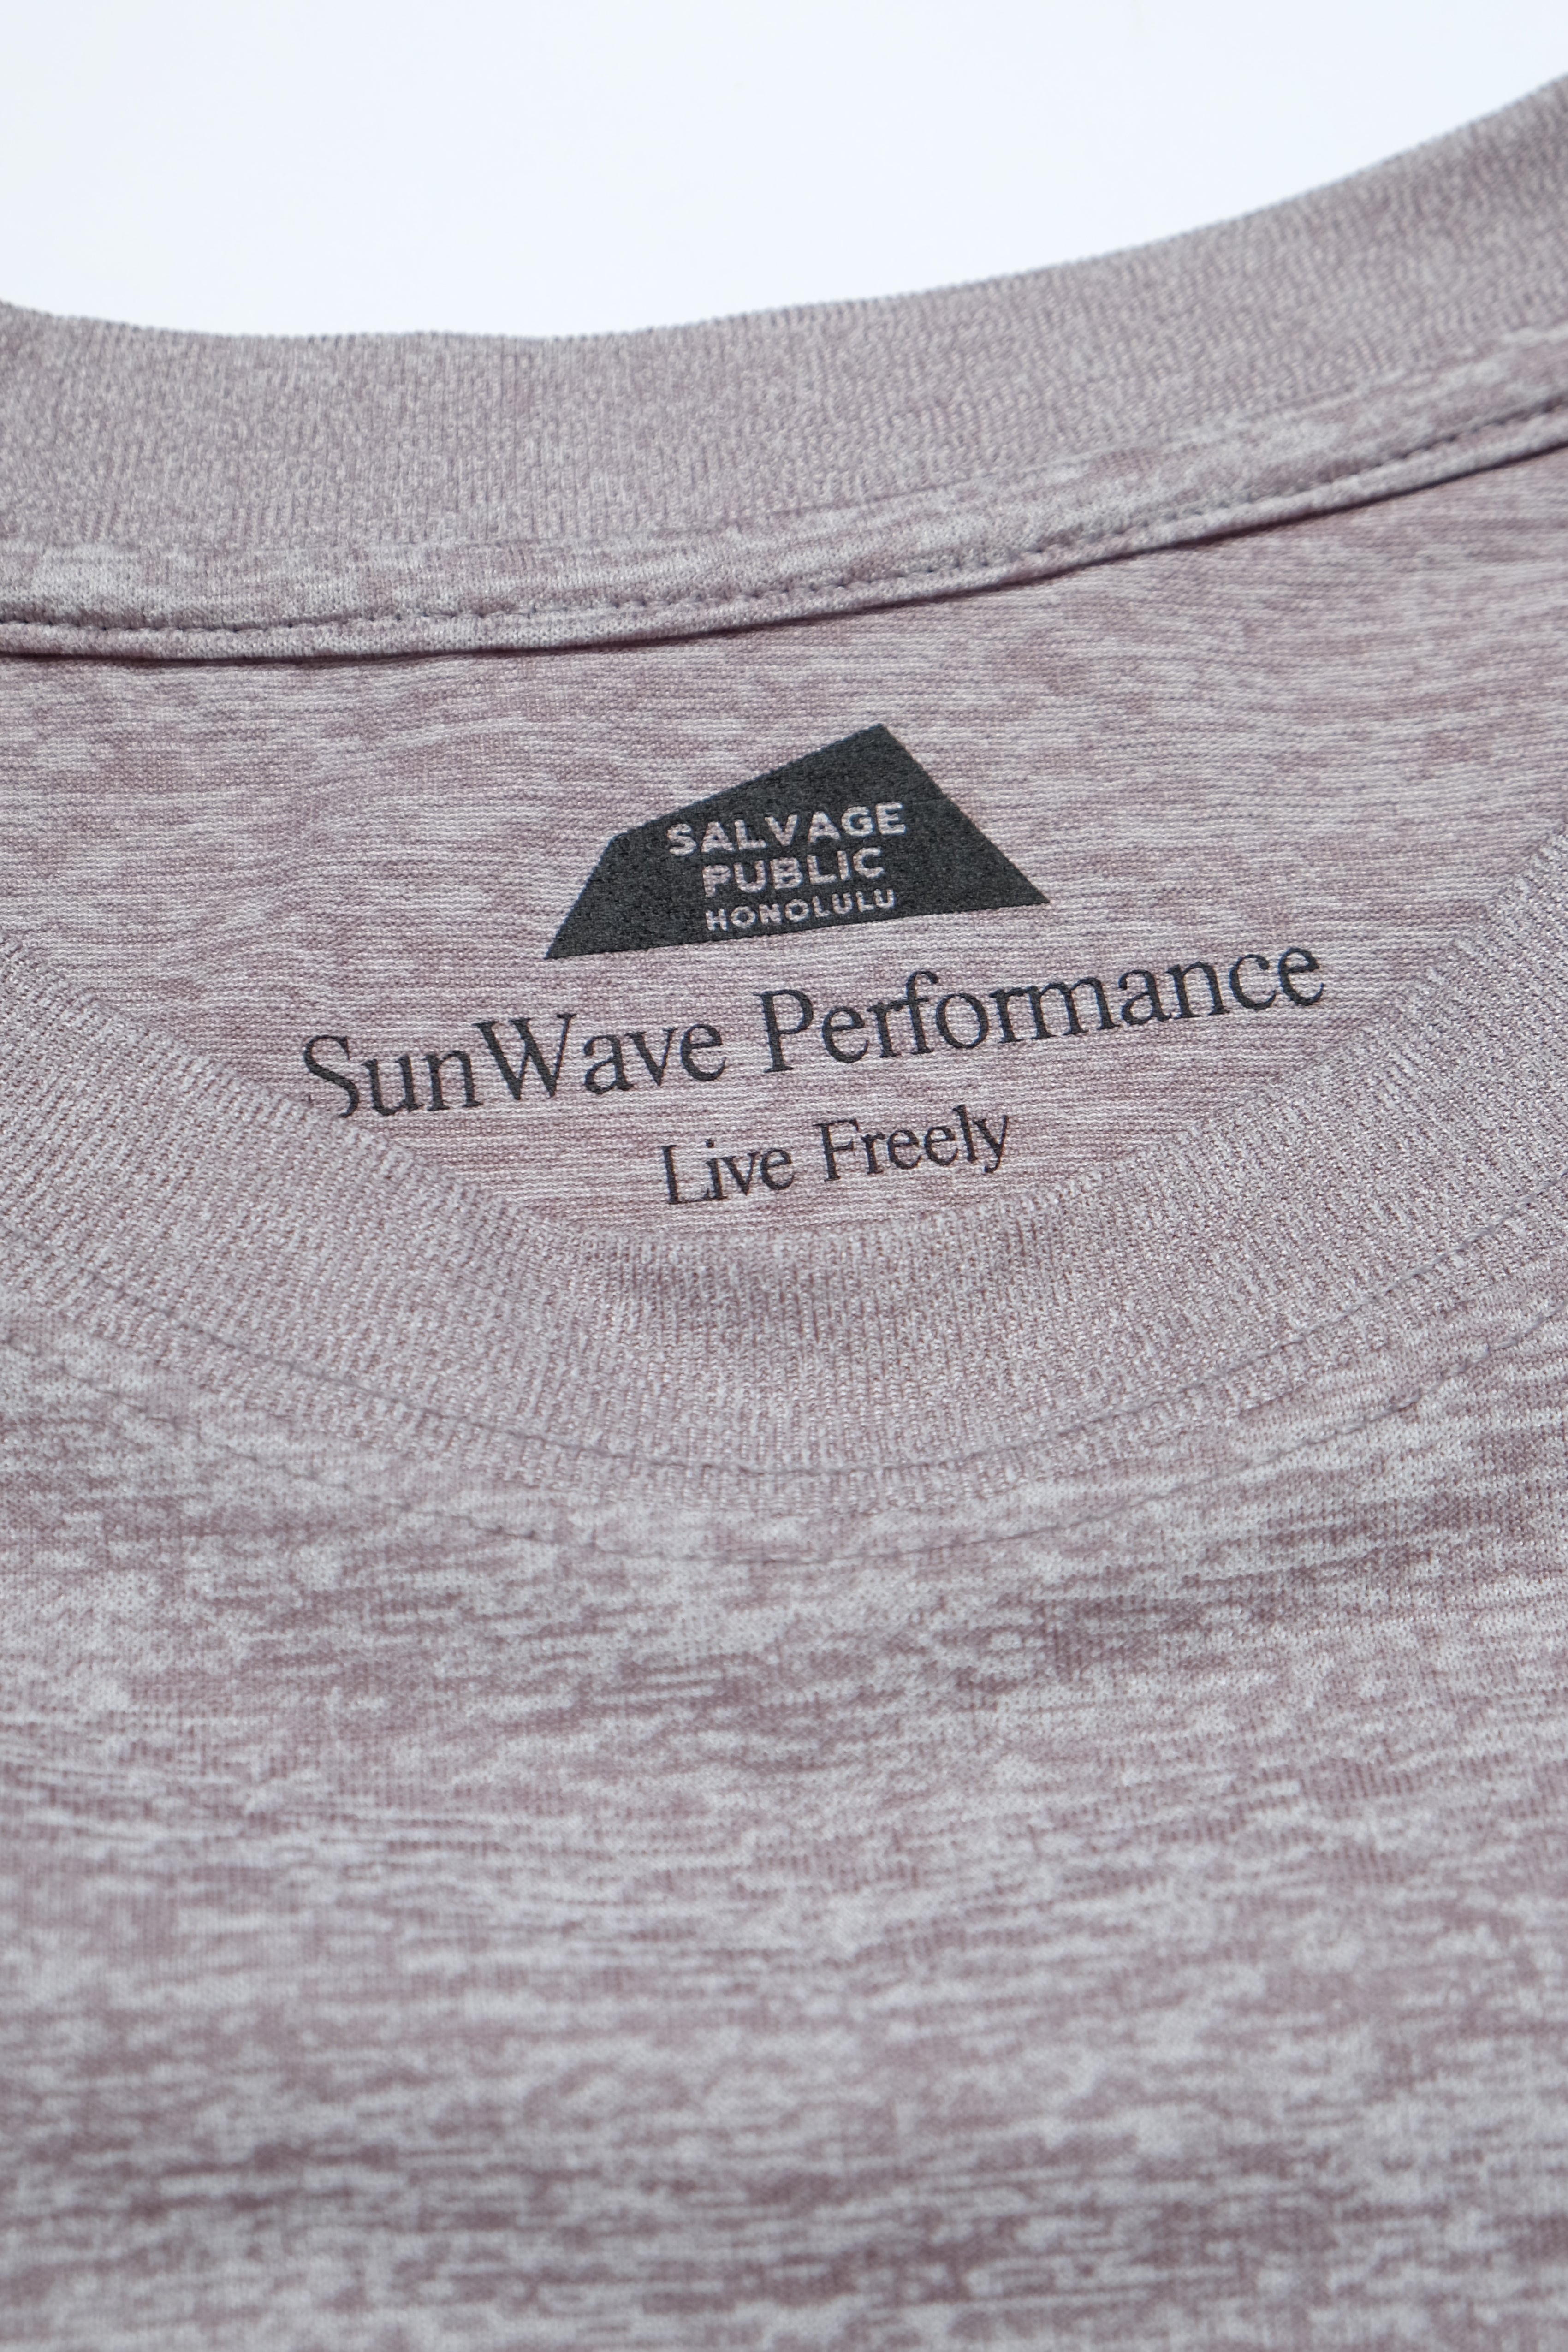 SALVAGE
PUBLIC
HONOLULU
SunWave Performance
Live Freely